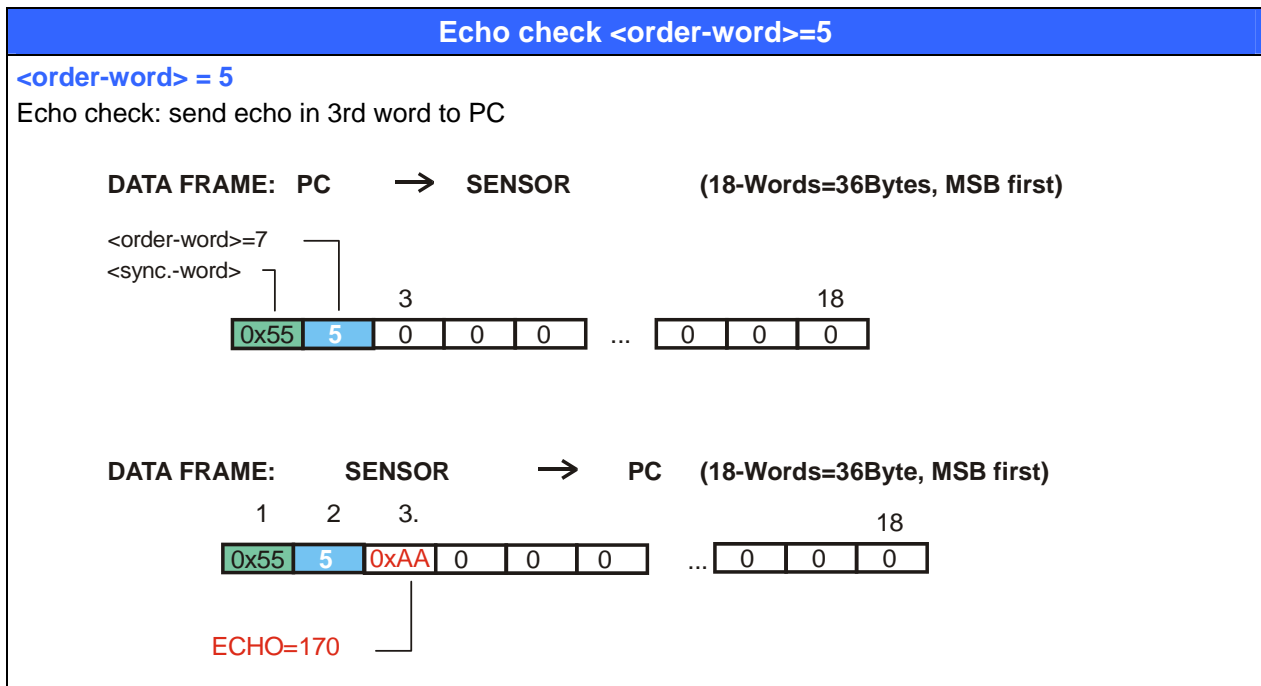 Echo check <order-word>=5
<order-word> = 5
Echo check: send echo in 3rd word to PC
DATA FRAME: PC → SENSOR (18-Words=36Bytes, MSB first)
<order-word>=7
<sync.-word>
3 18
0x55 5 0 0 0 ... 0 0 0
DATA FRAME: SENSOR → PC (18-Words=36Byte, MSB first)
1 2 3. 18
0x55 5 0xAA 0 0 0 ... 0 0 0
ECHO=170